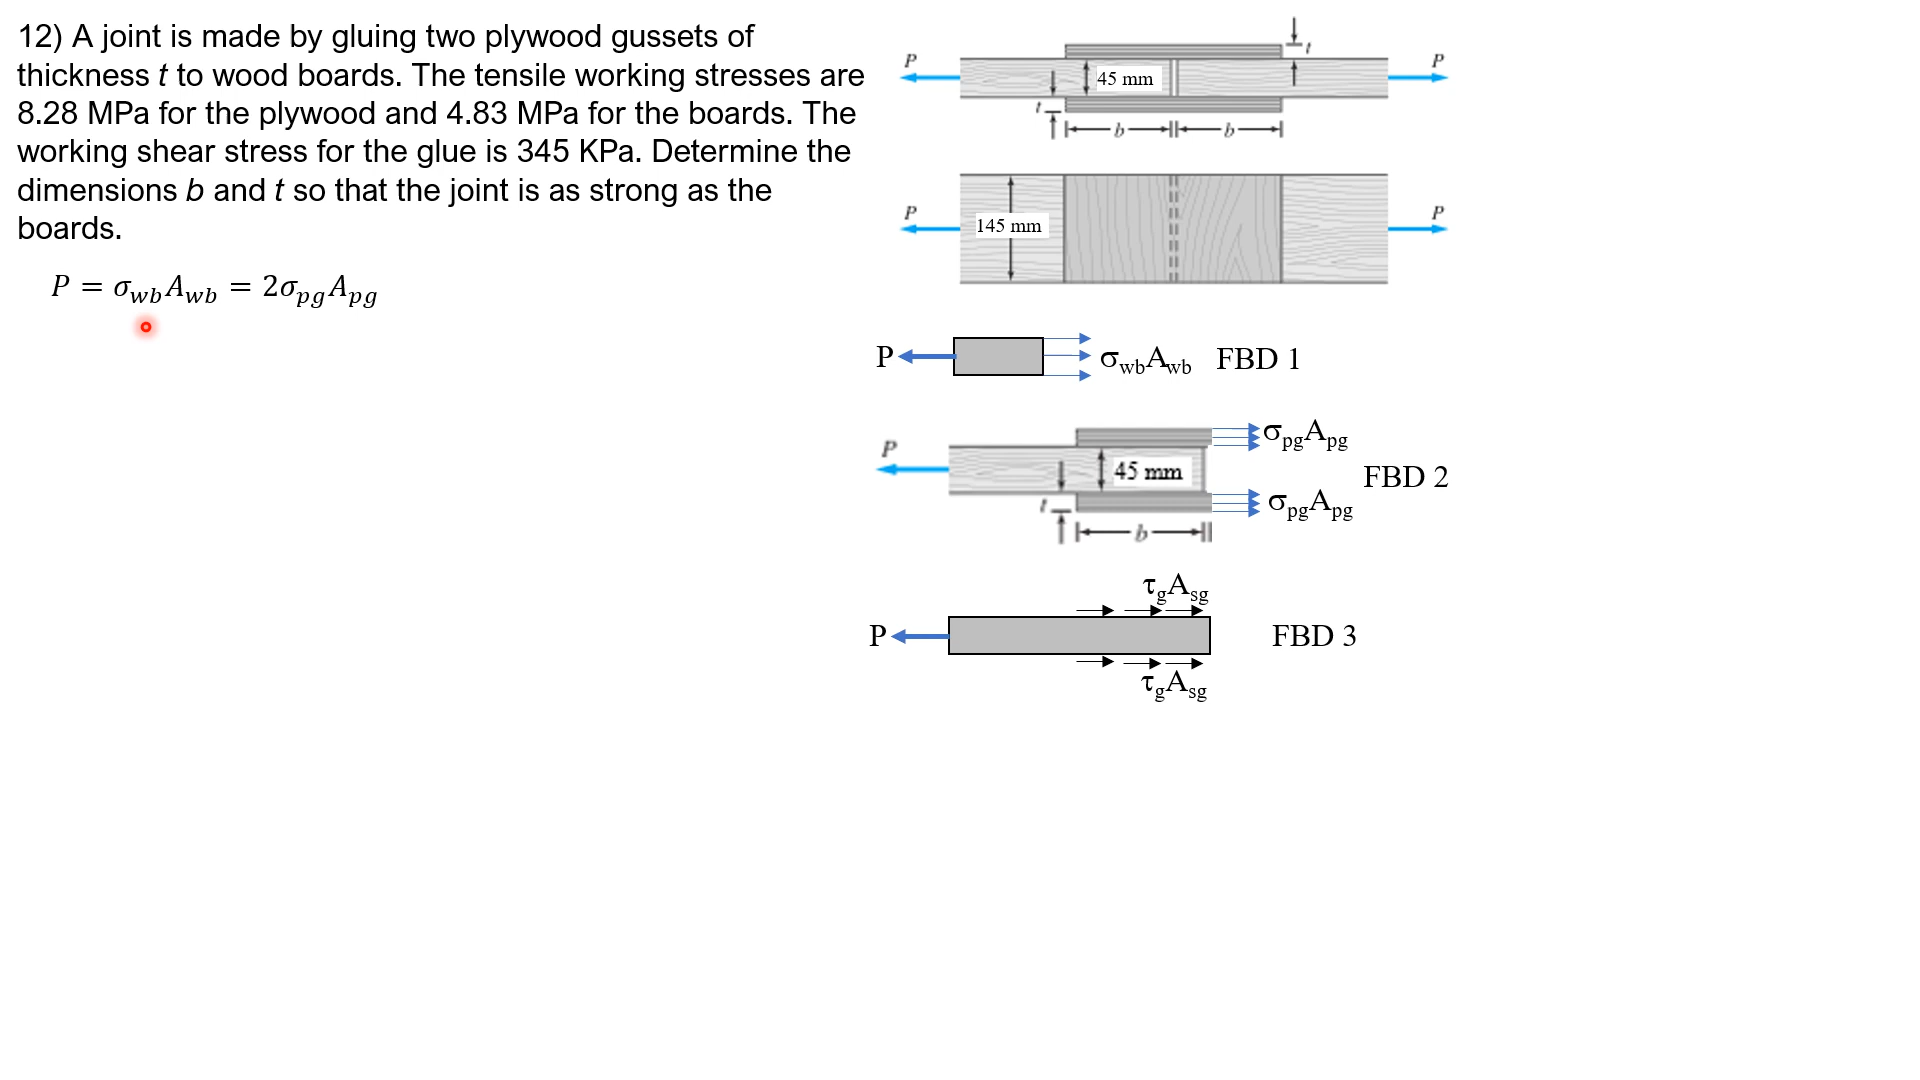 12) A joint is made by gluing two plywood gussets of
thickness t to wood boards. The tensile working stresses are
8.28 MPa for the plywood and 4.83 MPa for the boards. The
working shear stress for the glue is 345 KPa. Determine the
dimensions b and t so that the joint is as strong as the
boards.
P = σwbAwb = 2σpgApg
t
P
45 mm
P
t
b
b
P
145 mm
P
P
σwbAwb
FBD 1
σpgApg
P
45 mm
FBD 2
σpgApg
t
b
τgAsg
P
FBD 3
τgAsg